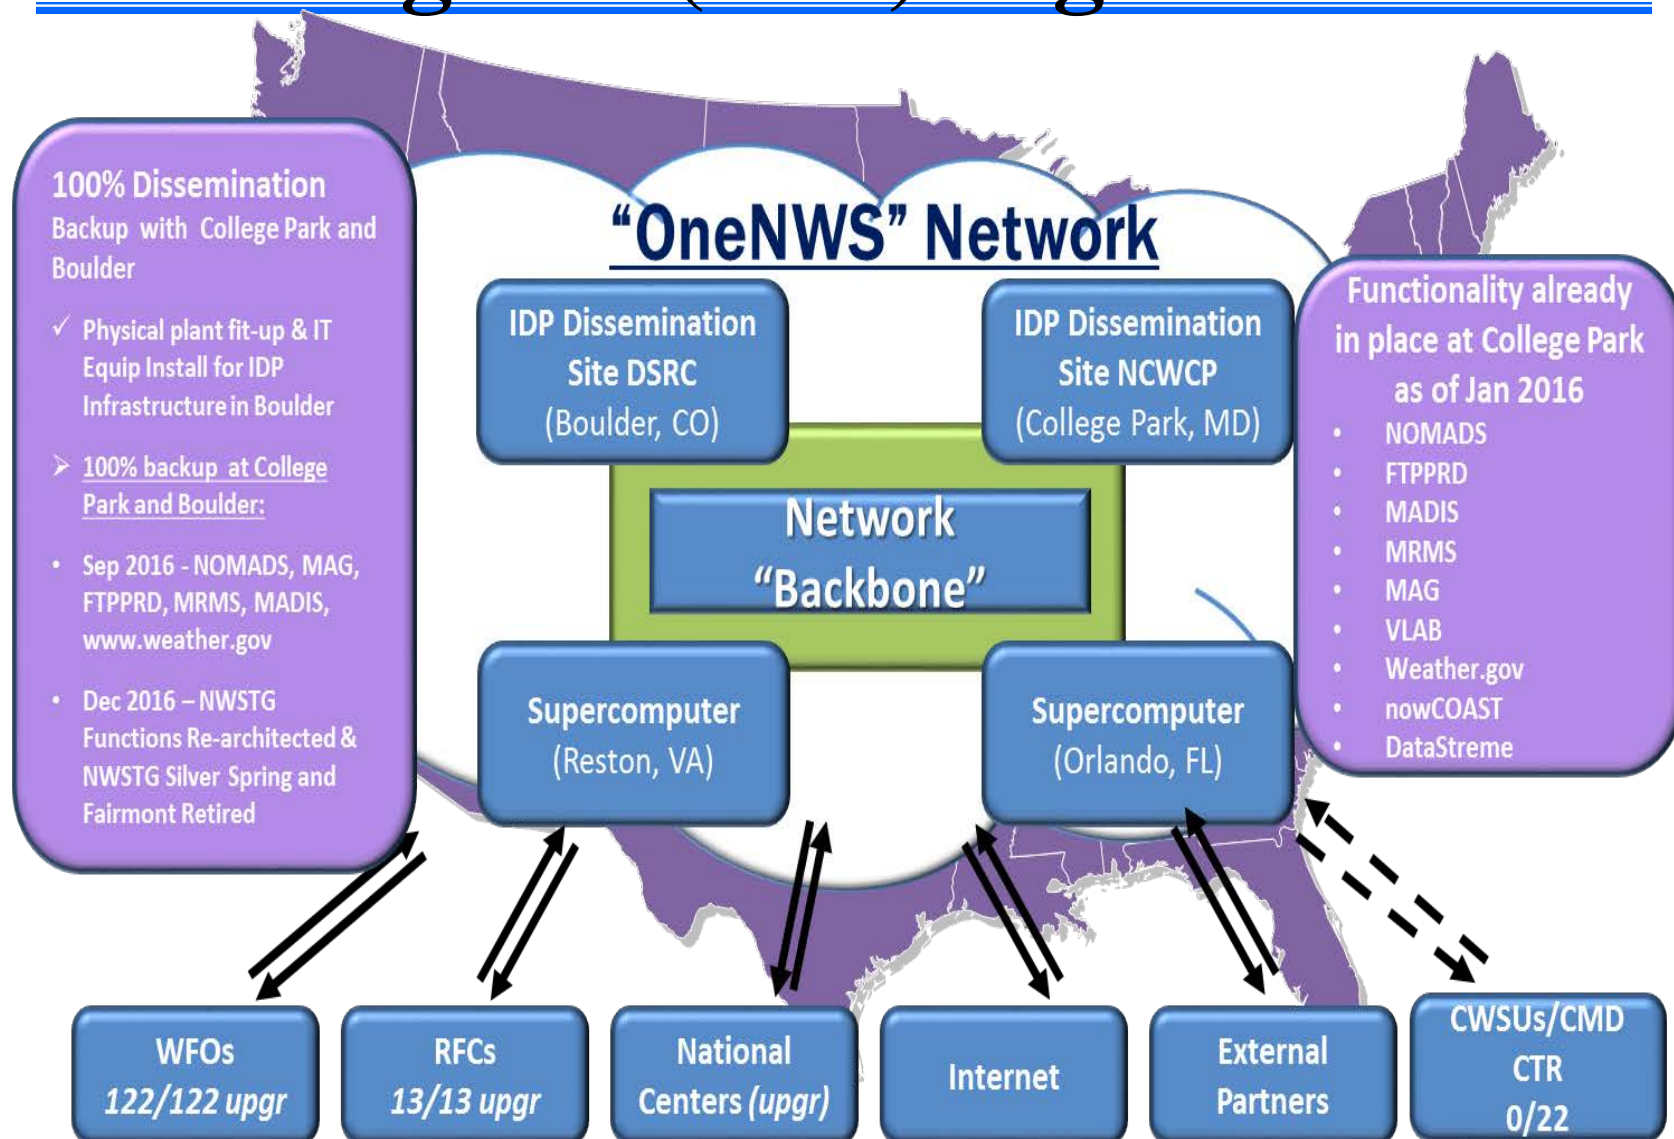 100% Dissemination
Backup with College Park and
Boulder
✓ Physical plant fit-up & IT
Equip Install for IDP
Infrastructure in Boulder
➢ 100% backup at College
Park and Boulder:
• Sep 2016 - NOMADS, MAG,
FTPPRD, MRMS, MADIS,
www.weather.gov
• Dec 2016 – NWSTG
Functions Re-architected &
NWSTG Silver Spring and
Fairmont Retired
“OneNWS” Network
IDP Dissemination
Site DSRC
(Boulder, CO)
IDP Dissemination
Site NCWCP
(College Park, MD)
Network
“Backbone”
Supercomputer
(Reston, VA)
Supercomputer
(Orlando, FL)
Functionality already
in place at College Park
as of Jan 2016
• NOMADS
• FTPPRD
• MADIS
• MRMS
• MAG
• VLAB
• Weather.gov
• nowCOAST
• DataStreme
WFOs
122/122 upgr
RFCs
13/13 upgr
National
Centers (upgr)
Internet
External
Partners
CWSUs/CMD
CTR
0/22